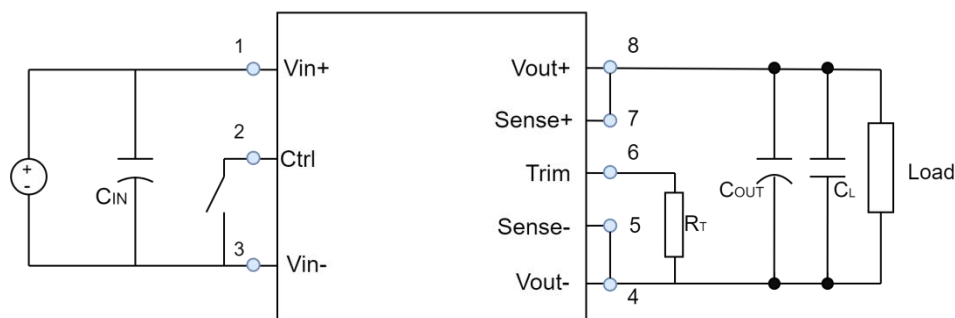 1
Vin+
2
Ctrl
3
Vin-
+
-
CIN
8
Vout+
Sense+
7
6
Trim
Sense-
5
RT
Vout-
4
COUT
CL
Load